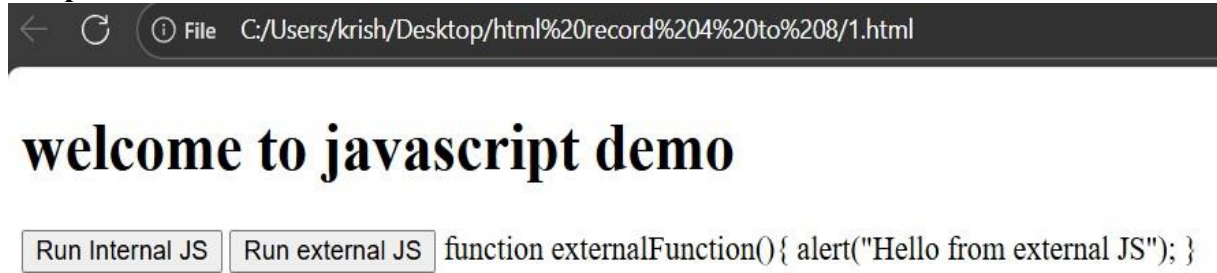 File C:/Users/krish/Desktop/html%20record%204%20to%208/1.html
welcome to javascript demo
Run Internal JS Run external JS function externalFunction(){ alert("Hello from external JS"); }